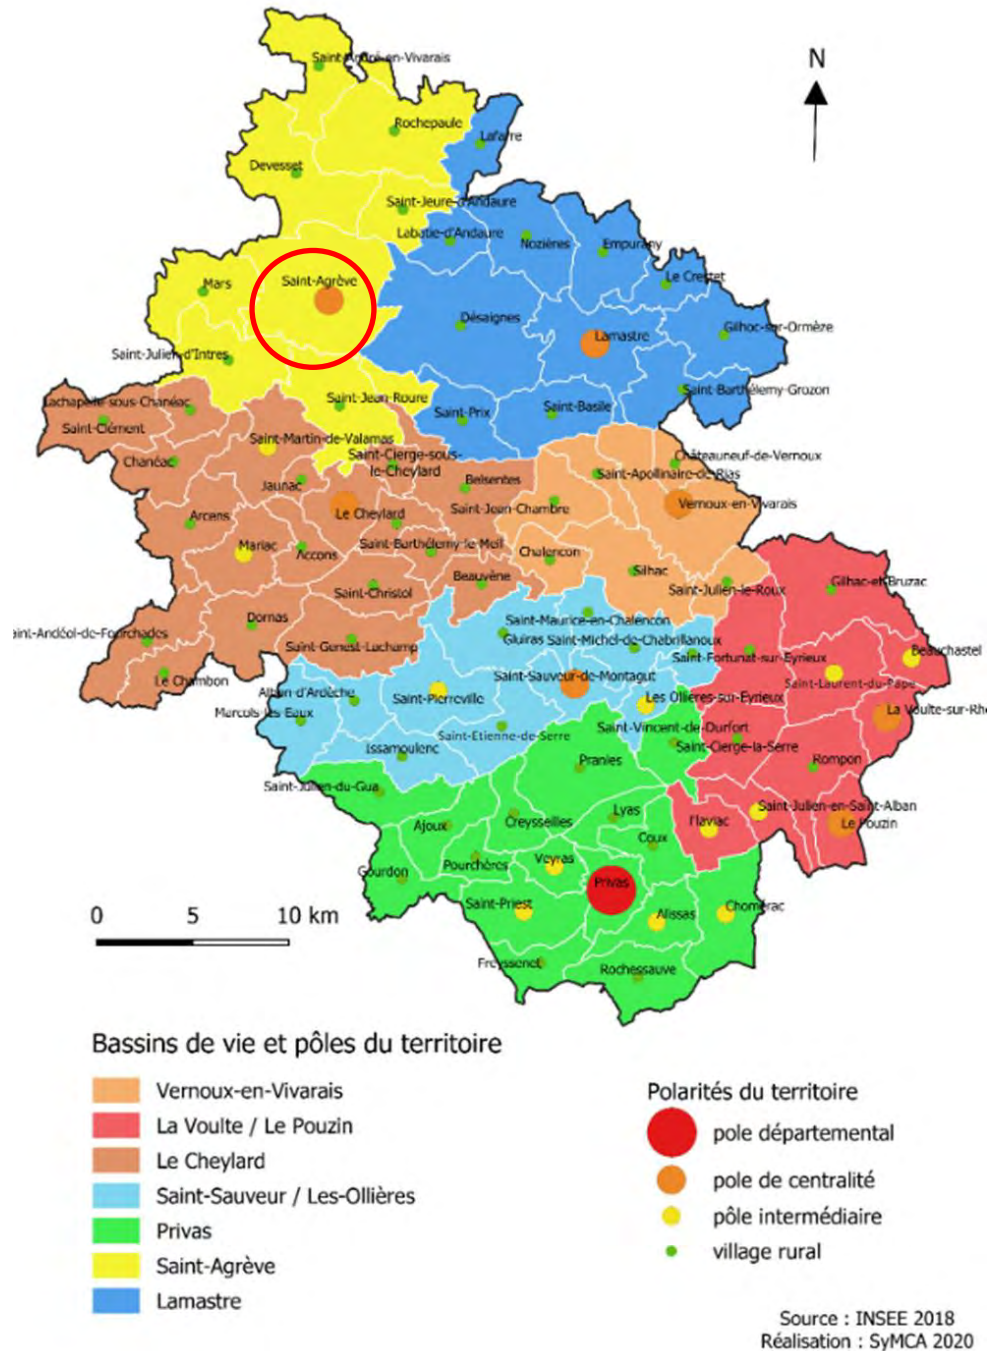 N
Saint-André-en-Vivarais
Rochepaule
Lafarre
Devesset
Saint-Jeure-d'Andaure
Labatie-d'Andaure
Nozières
Empurany
Saint-Agrève
Mars
Le Crestet
Désaignes
Lamastre
Gilhoc-sur-Ormèze
Saint-Julien-d'Intres
Saint-Jean-Roure
Saint-Barthélemy-Grozon
Lachapelle-sous-Chanéac
Saint-Prix
Saint-Basile
Saint-Clément
Saint-Martin-de-Valamas
Saint-Cierge-sous-
le-Cheylard
Châteauneuf-de-Vernoux
Chanéac
Saint-Apollinaire-de-Rias
Jaunac
Belsentes
Saint-Jean-Chambre
Vernoux-en-Vivarais
Arcens
Le Cheylard
Mariac
Accons
Saint-Barthélemy-le-Meil
Chalencon
Silhac
Beauvène
Saint-Christol
Saint-Julien-le-Roux
Gilhac-et-Bruzac
Dornas
Saint-Maurice-en-Chalencon
Gluiras
Saint-Michel-de-Chabrillanoux
aint-Andéol-de-Fourchades
Saint-Genest-Lachamp
Saint-Fortunat-sur-Eyrieux
Beauchastel
Le Chambon
Saint-Sauveur-de-Montagut
Saint-Laurent-du-Pape
Albon-d'Ardèche
Saint-Pierreville
Les Ollières-sur-Eyrieux
Marcols-les-Eaux
La Voulte-sur-Rhô
Saint-Etienne-de-Serre
Saint-Vincent-de-Durfort
Issamoulenc
Saint-Cierge-la-Serre
Pranles
Rompon
Saint-Julien-du-Gua
Saint-Julien-en-Saint-Alban
Creysseilles
Lyas
Flaviac
Le Pouzin
Ajoux
Coux
Pourchères
Veyras
Gourdon
Privas
Saint-Priest
Alissas
Chomérac
Freyssenet
Rochessauve
0 5 10 km
Bassins de vie et pôles du territoire
Vernoux-en-Vivarais
La Voulte / Le Pouzin
Le Cheylard
Saint-Sauveur / Les-Ollières
Privas
Saint-Agrève
Lamastre
Polarités du territoire
pole départemental
pole de centralité
pôle intermédiaire
village rural
Source : INSEE 2018
Réalisation : SyMCA 2020